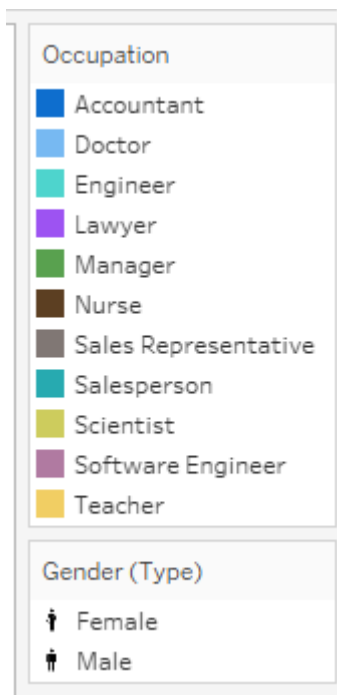 Occupation
Accountant
Doctor
Engineer
Lawyer
Manager
Nurse
Sales Representative
Salesperson
Scientist
Software Engineer
Teacher
Gender (Type)
Female
Male